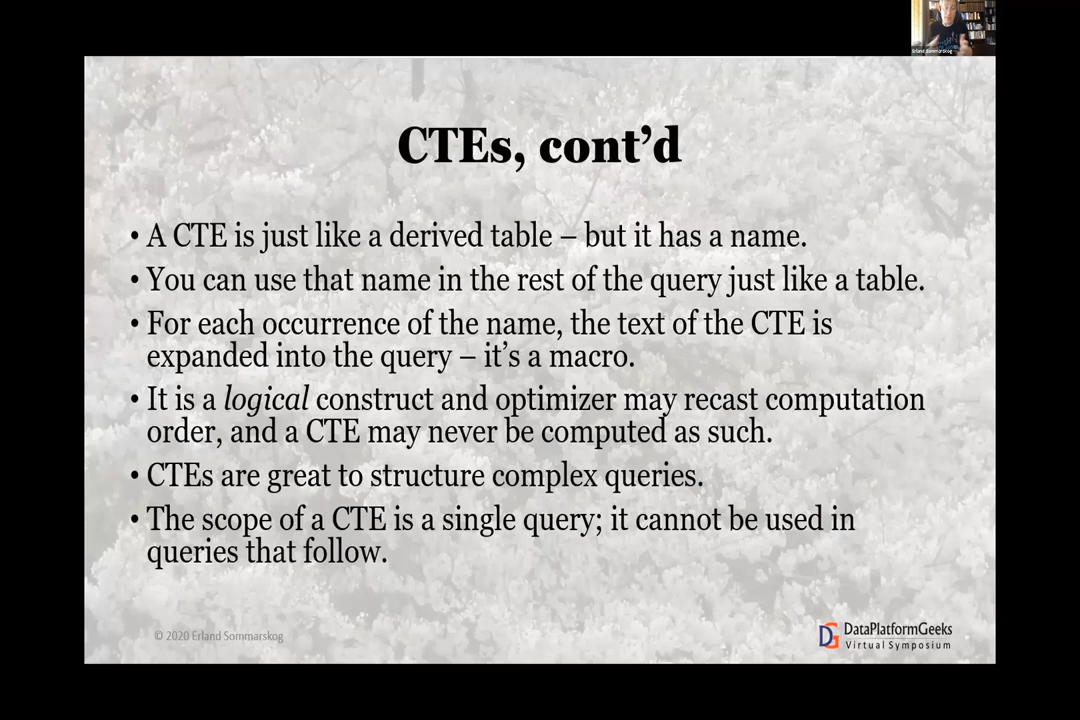 Erland Sommarskog
CTEs, cont’d
• A CTE is just like a derived table – but it has a name.
• You can use that name in the rest of the query just like a table.
• For each occurrence of the name, the text of the CTE is
expanded into the query – it’s a macro.
• It is a logical construct and optimizer may recast computation
order, and a CTE may never be computed as such.
• CTEs are great to structure complex queries.
• The scope of a CTE is a single query; it cannot be used in
queries that follow.
© 2020 Erland Sommarskog
DG DataPlatformGeeks
Virtual Symposium